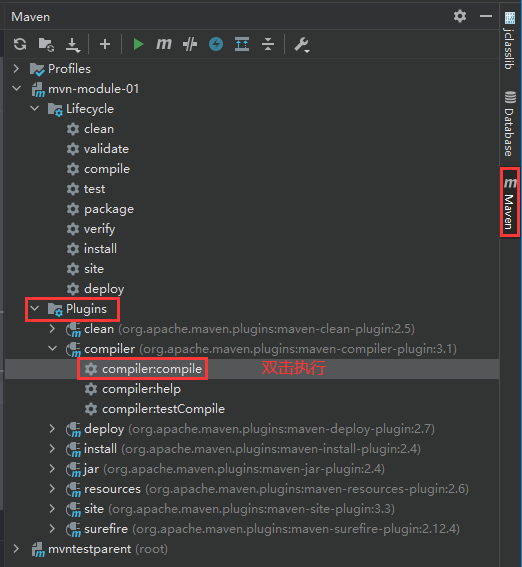 Maven
Profiles
mvn-module-01
Lifecycle
clean
validate
compile
test
package
verify
install
site
deploy
Plugins
clean (org.apache.maven.plugins:maven-clean-plugin:2.5)
compiler (org.apache.maven.plugins:maven-compiler-plugin:3.1)
compiler:compile 双击执行
compiler:help
compiler:testCompile
deploy (org.apache.maven.plugins:maven-deploy-plugin:2.7)
install (org.apache.maven.plugins:maven-install-plugin:2.4)
jar (org.apache.maven.plugins:maven-jar-plugin:2.4)
resources (org.apache.maven.plugins:maven-resources-plugin:2.6)
site (org.apache.maven.plugins:maven-site-plugin:3.3)
surefire (org.apache.maven.plugins:maven-surefire-plugin:2.12.4)
mvntestparent (root)
jclasslib
Database
m Maven